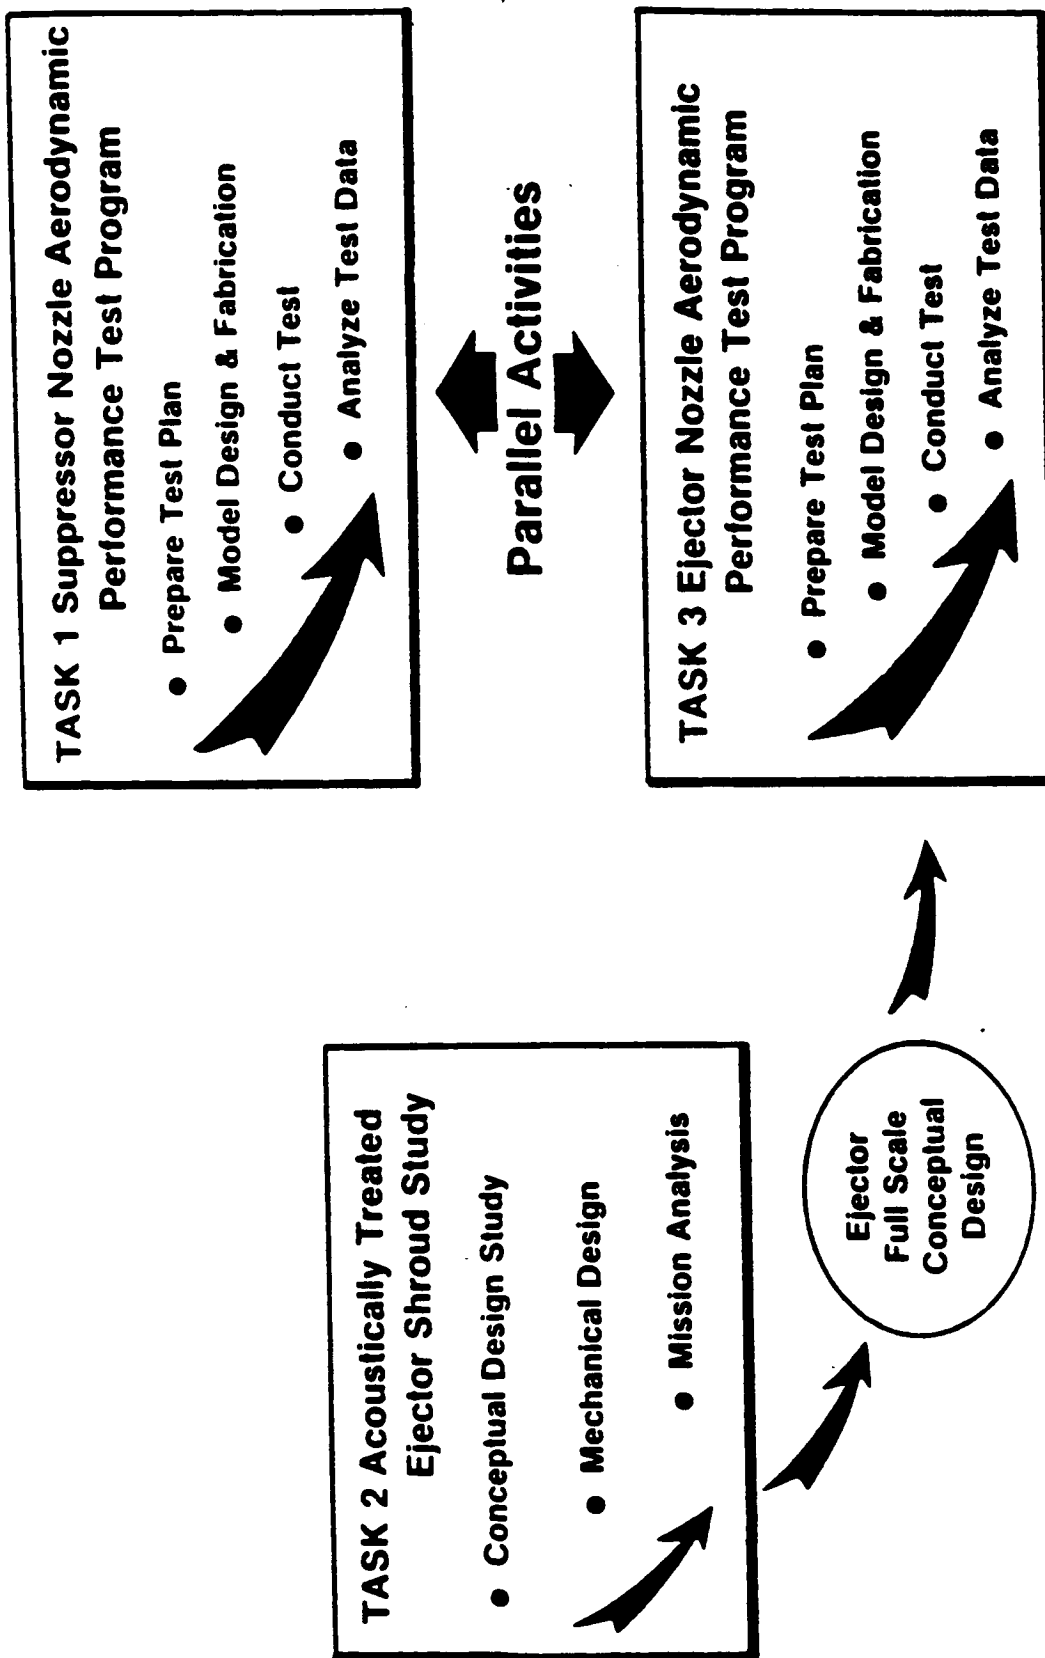 TASK 1 Suppressor Nozzle Aerodynamic
Performance Test Program
● Prepare Test Plan
● Model Design & Fabrication
● Conduct Test
● Analyze Test Data
Parallel Activities
TASK 2 Acoustically Treated
Ejector Shroud Study
● Conceptual Design Study
● Mechanical Design
● Mission Analysis
Ejector
Full Scale
Conceptual
Design
TASK 3 Ejector Nozzle Aerodynamic
Performance Test Program
● Prepare Test Plan
● Model Design & Fabrication
● Conduct Test
● Analyze Test Data